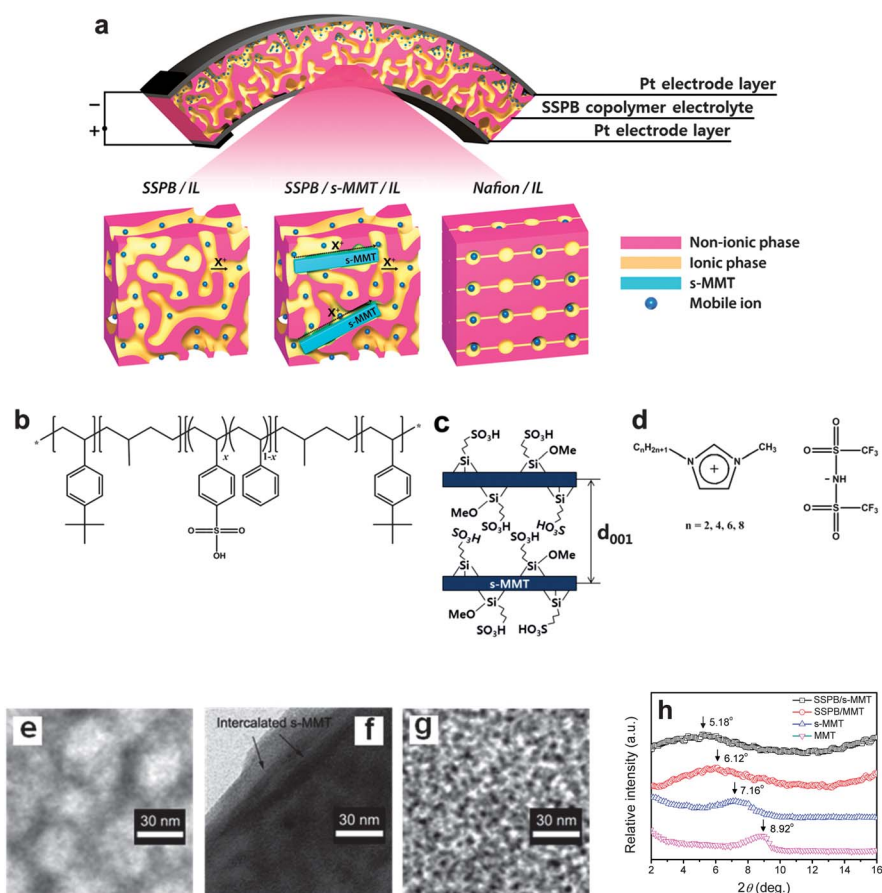 a
Pt electrode layer
SSPB copolymer electrolyte
Pt electrode layer
−
+
SSPB / IL
SSPB / s-MMT / IL
Nafion / IL
X⁺
X⁺
s-MMT
X⁺
X⁺
s-MMT
Non-ionic phase
Ionic phase
s-MMT
Mobile ion
b
* x 1-x *
O S O
OH
c
SO₃H
SO₃H
OMe
Si
Si
Si
Si
MeO
SO₃H
HO₃S
d₀₀₁
SO₃H
SO₃H
OMe
Si
Si
s-MMT
Si
Si
MeO
SO₃H
HO₃S
d
CₙH₂ₙ₊₁
N
N
CH₃
+
n = 2, 4, 6, 8
O
O S CF₃
− NH
O S CF₃
O
e
30 nm
Intercalated s-MMT
f
30 nm
g
30 nm
h
SSPB/s-MMT
SSPB/MMT
s-MMT
MMT
5.18°
6.12°
7.16°
8.92°
Relative intensity (a.u.)
2 4 6 8 10 12 14 16
2θ (deg.)